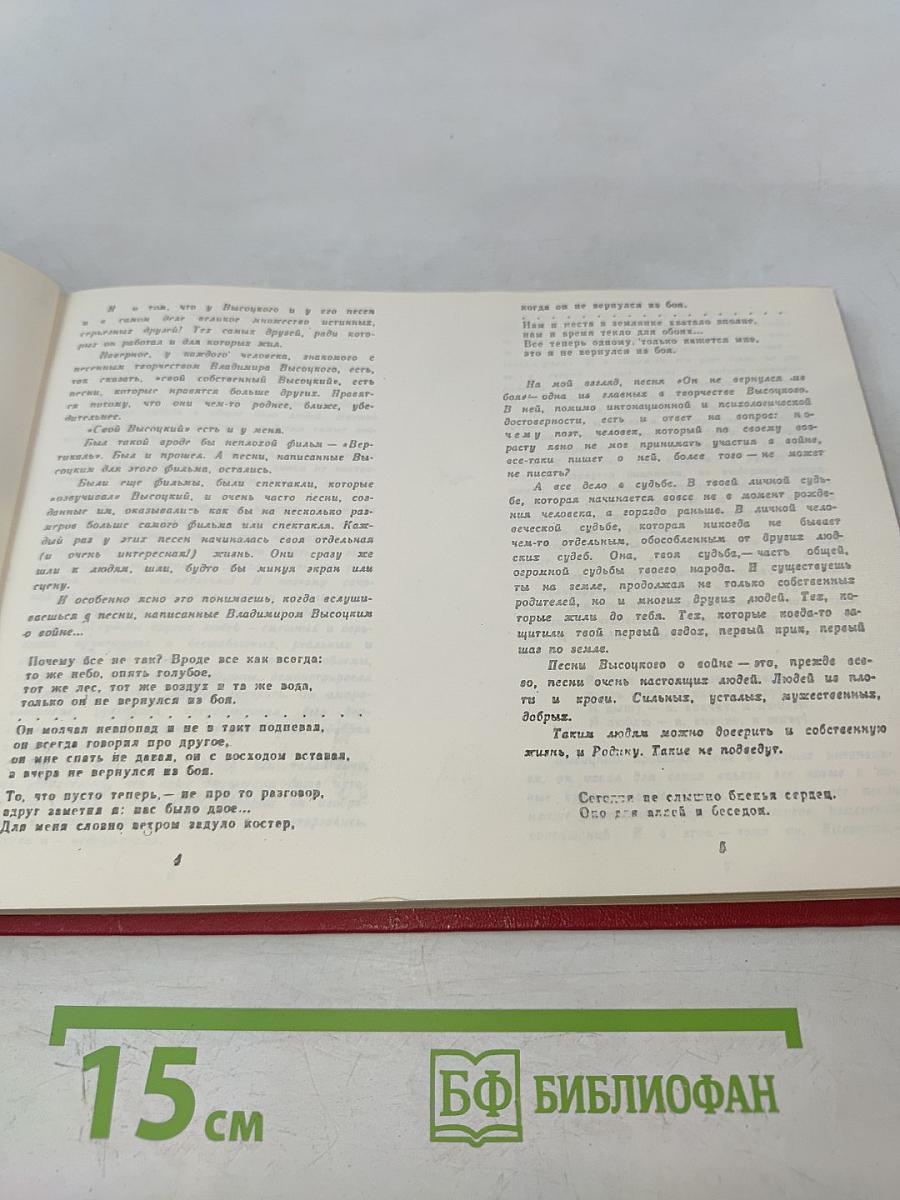 И о том, что у Высоцкого и у его песен
и в самом деле великое множество истинных,
серьезных друзей! Тех самых друзей, ради кото-
рых он работал и для которых жил.
Наверное, у каждого человека, знакомого с
песенным творчеством Владимира Высоцкого, есть,
так сказать, «свой собственный Высоцкий», есть
песни, которые нравятся больше других. Нравят-
ся потому, что они чем-то роднее, ближе, убе-
дительнее.
«Свой Высоцкий» есть и у меня.
Был такой вроде бы неплохой фильм — «Вер-
тикаль». Был и прошел. А песни, написанные Вы-
соцким для этого фильма, остались.
Были еще фильмы, были спектакли, которые
«озвучивал» Высоцкий, и очень часто песни, соз-
данные им, оказывались как бы на несколько раз-
меров больше самого фильма или спектакля. Каж-
дый раз у этих песен начиналась своя отдельная
(и очень интересная!) жизнь. Они сразу же
шли к людям, шли, будто бы минуя экран или
сцену.
И особенно ясно это понимаешь, когда вслуши-
ваешься в песни, написанные Владимиром Высоцким
о войне...
Почему все не так? Вроде все как всегда:
то же небо, опять голубое,
тот же лес, тот же воздух и та же вода,
только он не вернулся из боя.
. . . . . . . . . . . . . . . . . . . .
Он молчал невпопад и не в такт подпевал,
он всегда говорил про другое,
он мне спать не давал, он с восходом вставал,
а вчера не вернулся из боя.
То, что пусто теперь,— не про то разговор,
вдруг заметил я: нас было двое...
Для меня словно ветром задуло костер,
4
когда он не вернулся из боя.
. . . . . . . . . . . . . . . . . . . .
Нам и места в землянке хватало вполне,
нам и время текло для обоих...
Все теперь одному, только кажется мне,
это я не вернулся из боя.
На мой взгляд, песня «Он не вернулся из
боя»— одна из главных в творчестве Высоцкого.
В ней, помимо интонационной и психологической
достоверности, есть и ответ на вопрос: по-
чему поэт, человек, который по своему воз-
расту явно не мог принимать участия в войне,
все-таки пишет о ней, более того — не может
не писать?
А все дело в судьбе. В твоей личной судь-
бе, которая начинается вовсе не в момент рожде-
ния человека, а гораздо раньше. В личной чело-
веческой судьбе, которая никогда не бывает
чем-то отдельным, обособленным от других люд-
ских судеб. Она, твоя судьба,— часть общей,
огромной судьбы твоего народа. И существуешь
ты на земле, продолжая не только собственных
родителей, но и многих других людей. Тех, ко-
торые жили до тебя. Тех, которые когда-то за-
щитили твой первый вздох, первый крик, первый
шаг по земле.
Песни Высоцкого о войне — это, прежде все-
го, песни очень настоящих людей. Людей из пло-
ти и крови. Сильных, усталых, мужественных,
добрых.
Таким людям можно доверить и собственную
жизнь, и Родину. Такие не подведут.
Сегодня не слышно биенья сердец.
Оно для аллей и беседок.
5
15 см
БФ БИБЛИОФАН